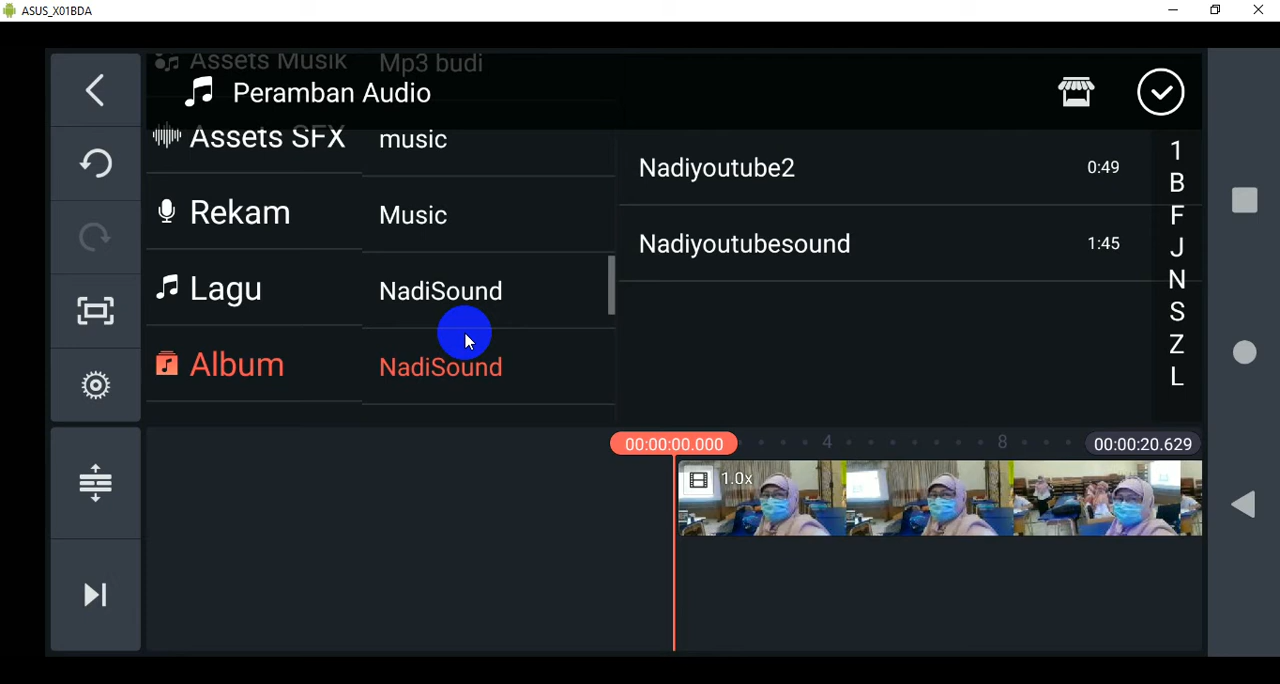 ASUS_X01BDA
Assets Musik
Mp3 budi
Peramban Audio
Assets SFX
music
Rekam
Music
Lagu
NadiSound
Album
NadiSound
Nadiyoutube2
0:49
Nadiyoutubesound
1:45
1
B
F
J
N
S
Z
L
00:00:00.000
4
8
00:00:20.629
1.0x